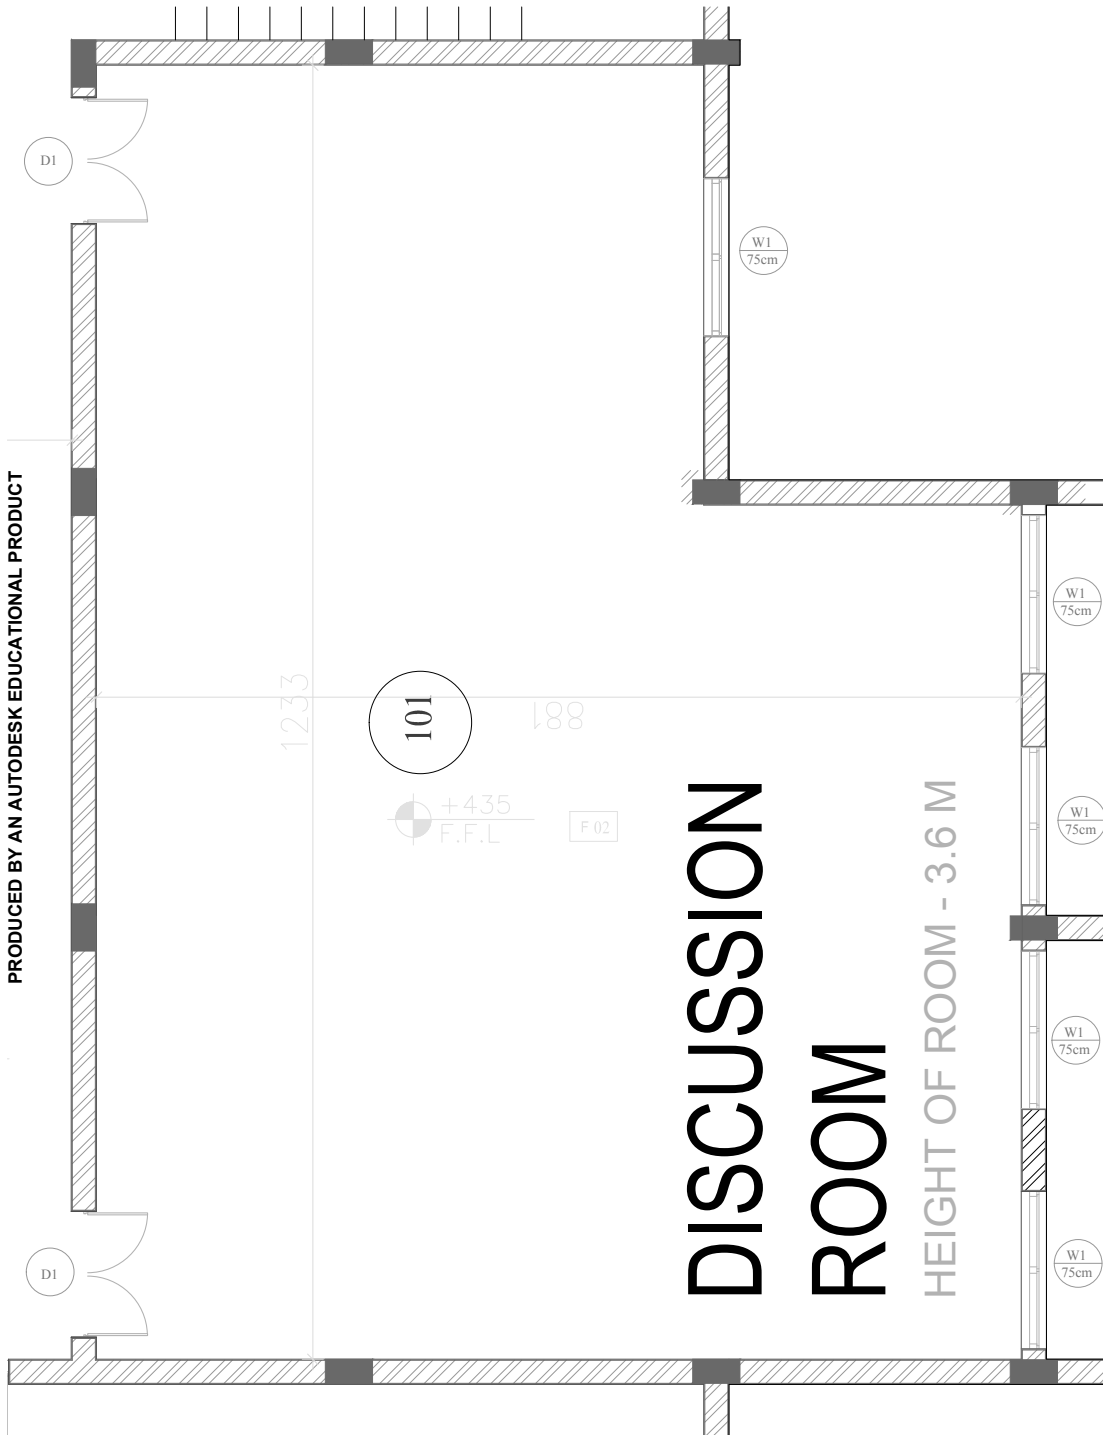 D1
W1
75cm
PRODUCED BY AN AUTODESK EDUCATIONAL PRODUCT
W1
75cm
1233
101
881
+435
F.F.L
F 02
W1
75cm
DISCUSSION
ROOM
HEIGHT OF ROOM - 3.6 M
W1
75cm
D1
W1
75cm